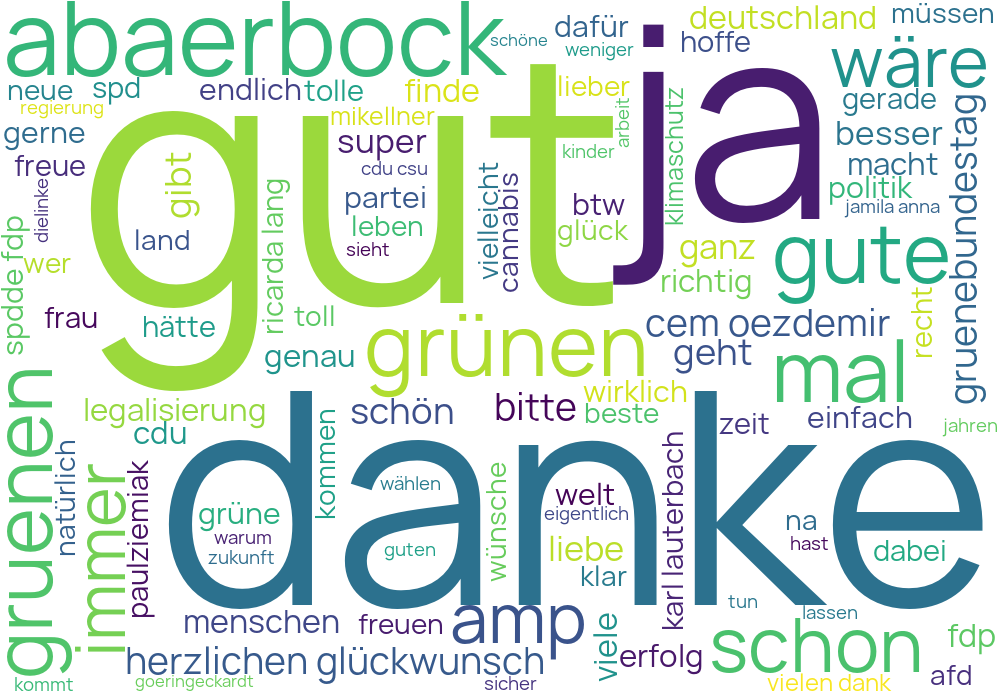 abaerbock
schöne
dafür
weniger
deutschland
müssen
hoffe
wäre
neue
spd
endlich
tolle
finde
lieber
gerade
regierung
mikellner
gut
ja
arbeit
klimaschutz
gerne
super
kinder
besser
gruenebundestag
freue
gibt
cdu csu
macht
dielinke
ricarda lang
partei
vielleicht
cannabis
btw
politik
jamila anna
spdde fdp
land
leben
glück
ganz
gute
wer
sieht
richtig
frau
hätte
toll
grünen
cem oezdemir
recht
genau
geht
mal
gruenen
legalisierung
schön
bitte
wirklich
beste
zeit
einfach
jahren
cdu
kommen
danke
natürlich
immer
paulziemiak
wählen
wünsche
welt
karl lauterbach
grüne
eigentlich
na
warum
hast
zukunft
guten
liebe
dabei
klar
tun
lassen
menschen
freuen
amp
viele
schon
fdp
herzlichen glückwunsch
erfolg
afd
kommt
goeringeckardt
sicher
vielen dank